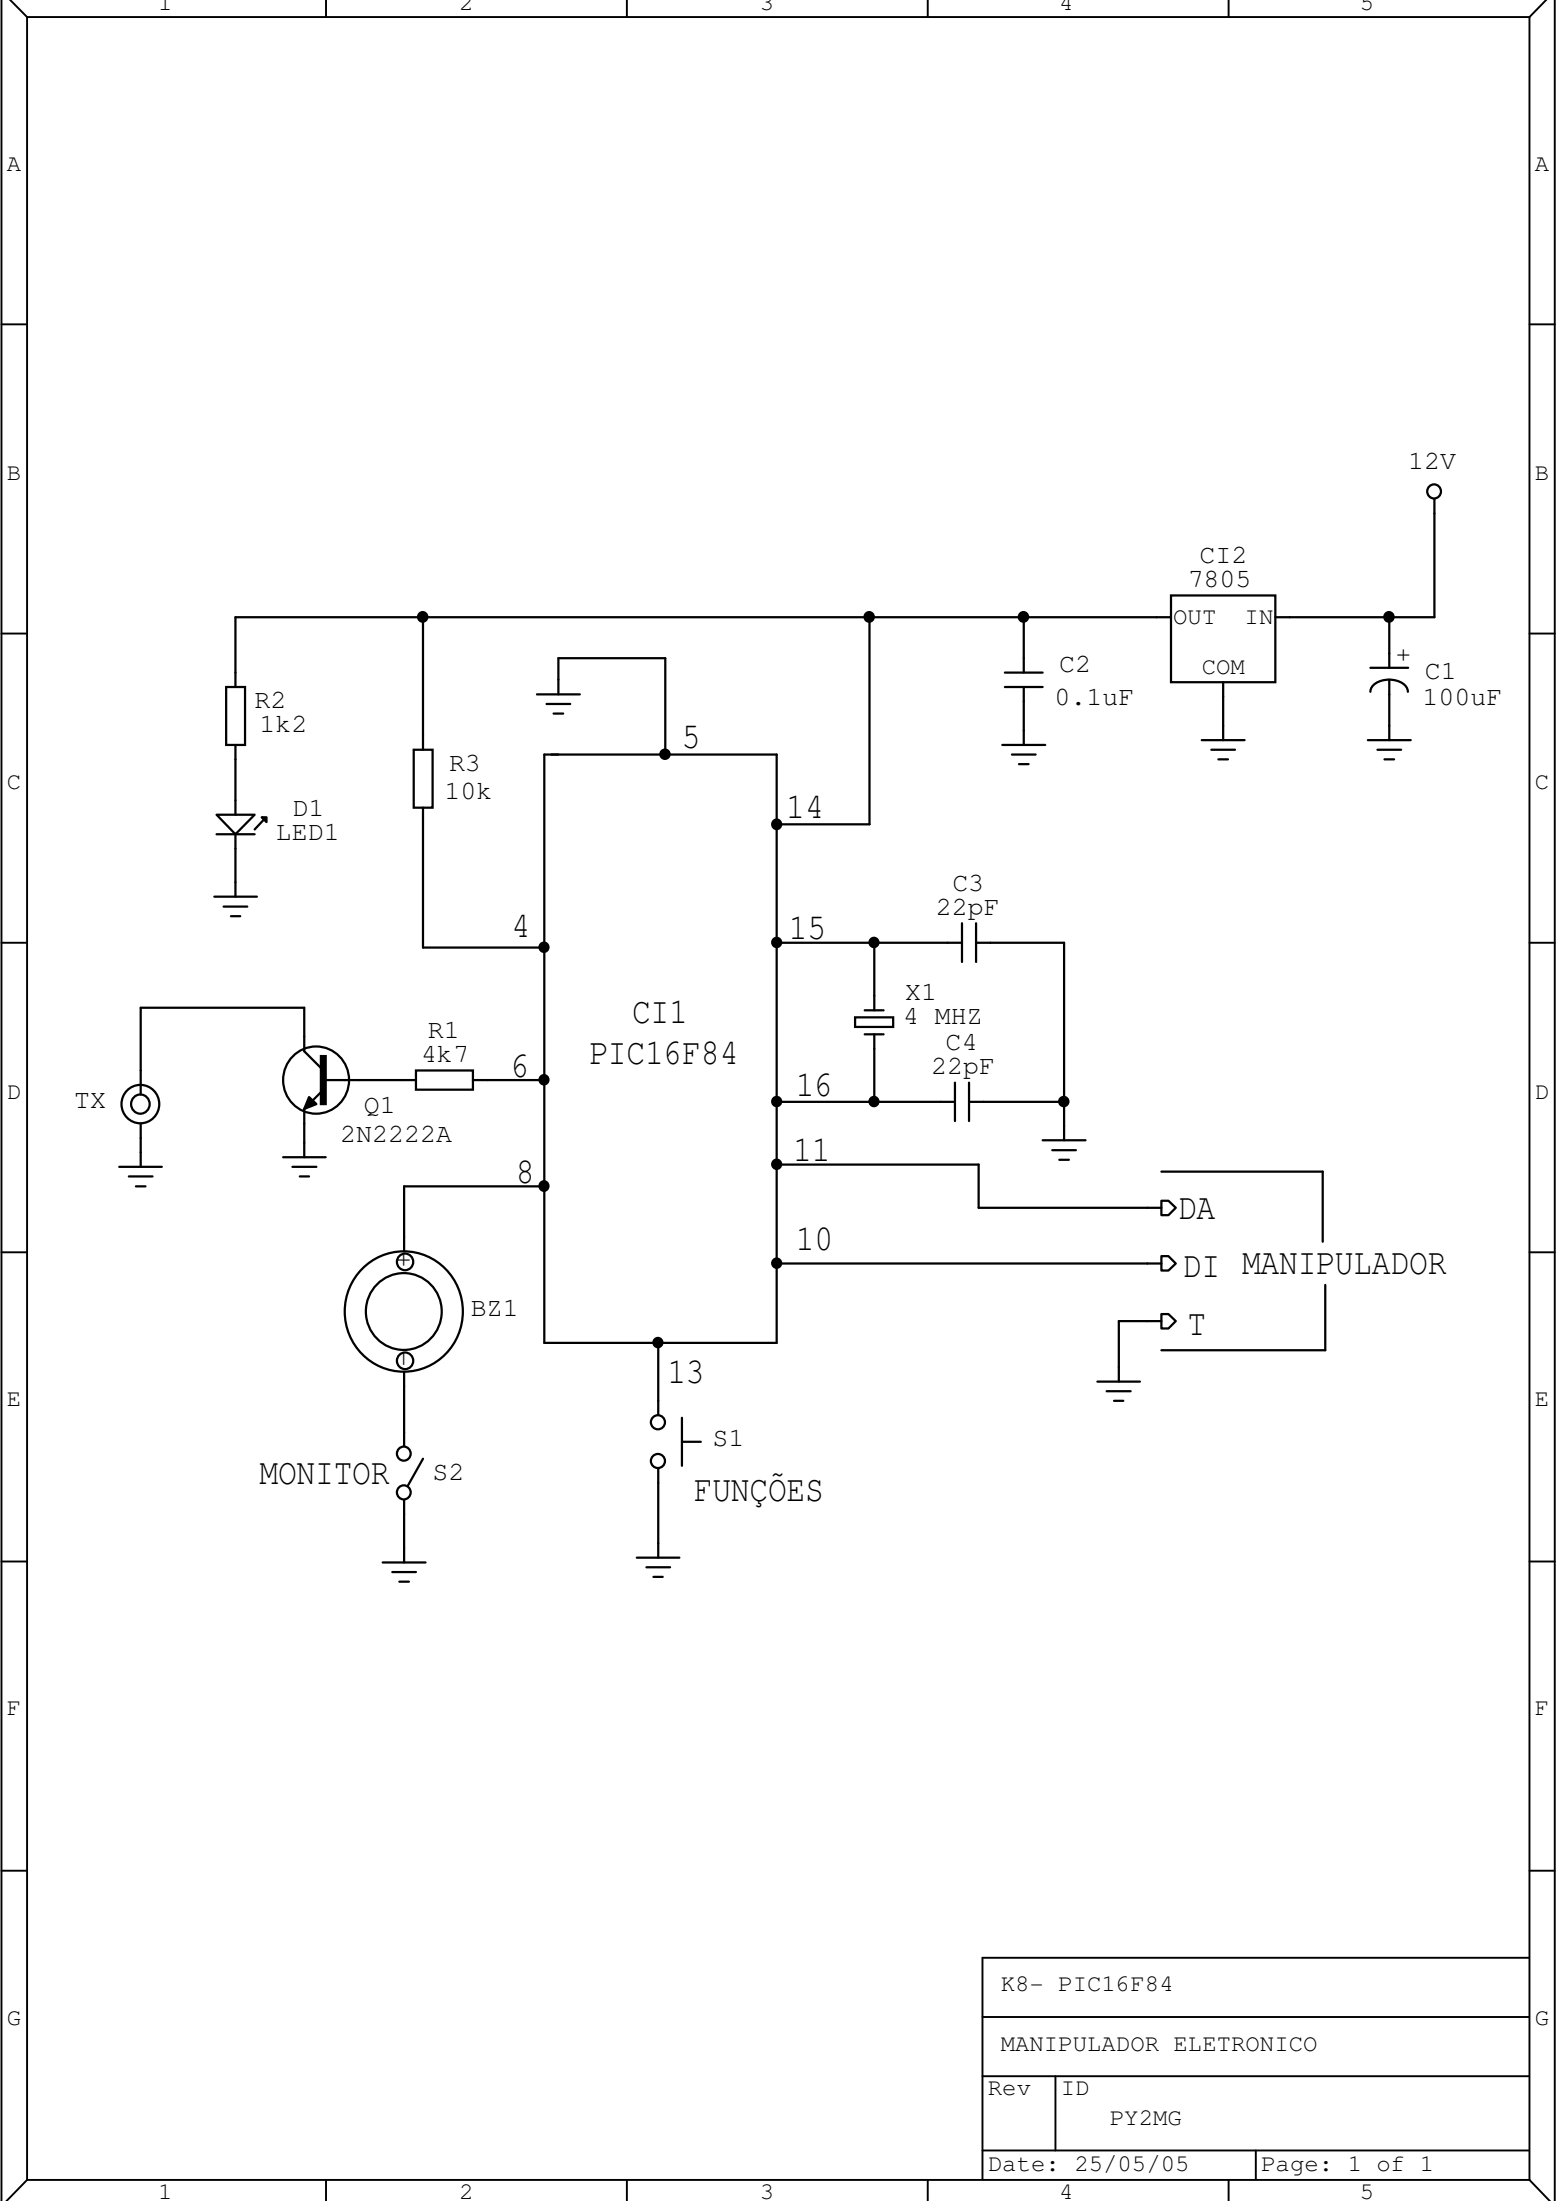 1 2 3 4 5
A A
B B
12V
CI2
7805
OUT IN
COM
C2
0.1uF
+
C1
100uF
R2
1k2
5
R3
10k
C C
D1
LED1
14
C3
22pF
4
15
X1
4 MHZ
CI1
PIC16F84
R1
4k7
C4
22pF
6
16
D D
TX
Q1
2N2222A
8
11
DA
10
DI MANIPULADOR
+
BZ1
T
13
E E
S1
MONITOR
S2
FUNÇÕES
F F
K8- PIC16F84
G G
MANIPULADOR ELETRONICO
Rev ID
PY2MG
Date: 25/05/05 Page: 1 of 1
1 2 3 4 5